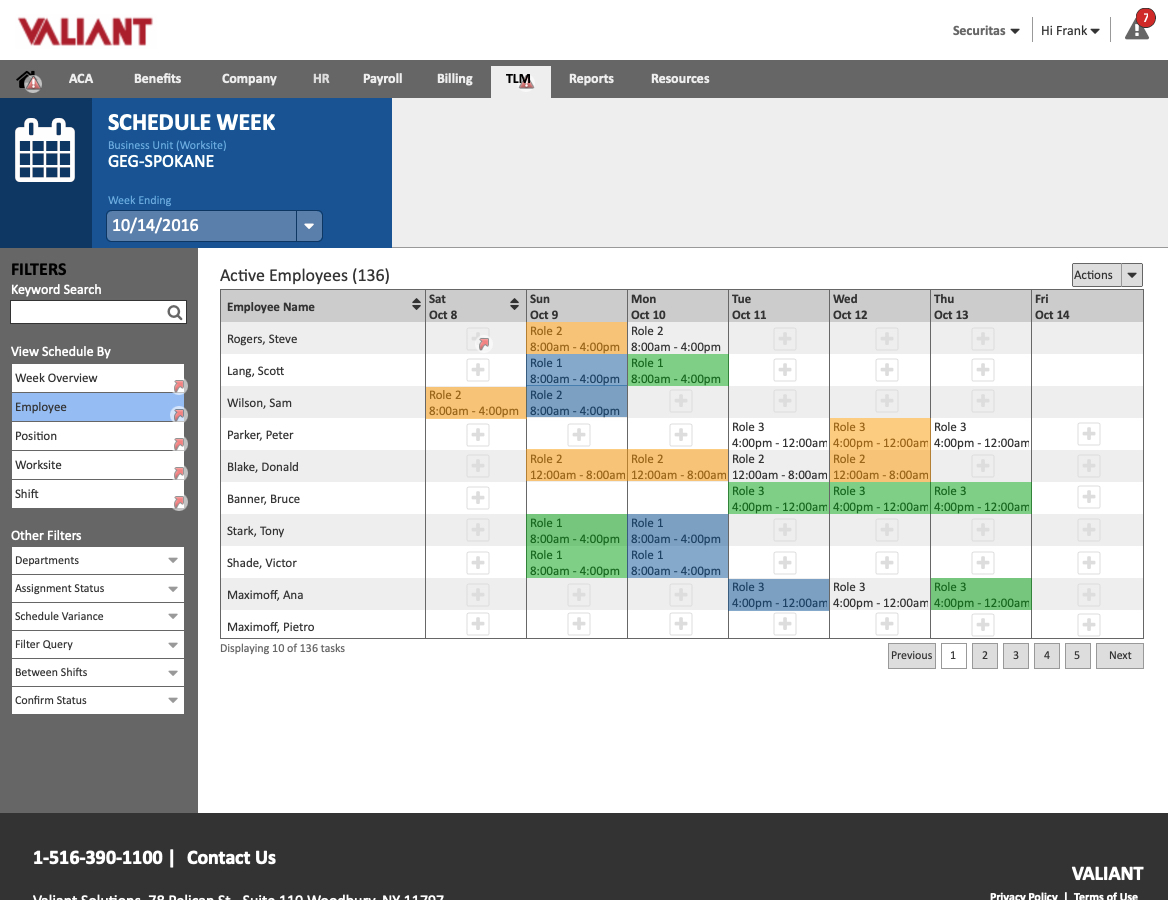 VALIANT
Securitas
Hi Frank
7
ACA
Benefits
Company
HR
Payroll
Billing
TLM
Reports
Resources
SCHEDULE WEEK
Business Unit (Worksite)
GEG-SPOKANE
Week Ending
10/14/2016
FILTERS
Keyword Search
View Schedule By
Week Overview
Employee
Position
Worksite
Shift
Other Filters
Departments
Assignment Status
Schedule Variance
Filter Query
Between Shifts
Confirm Status
Active Employees (136)
Actions
Employee Name
Sat
Oct 8
Sun
Oct 9
Mon
Oct 10
Tue
Oct 11
Wed
Oct 12
Thu
Oct 13
Fri
Oct 14
Rogers, Steve
Role 2
8:00am - 4:00pm
Role 2
8:00am - 4:00pm
Lang, Scott
Role 1
8:00am - 4:00pm
Role 1
8:00am - 4:00pm
Wilson, Sam
Role 2
8:00am - 4:00pm
Role 2
8:00am - 4:00pm
Parker, Peter
Role 3
4:00pm - 12:00am
Role 3
4:00pm - 12:00am
Role 3
4:00pm - 12:00am
Blake, Donald
Role 2
12:00am - 8:00am
Role 2
12:00am - 8:00am
Role 2
12:00am - 8:00am
Role 2
12:00am - 8:00am
Banner, Bruce
Role 3
4:00pm - 12:00am
Role 3
4:00pm - 12:00am
Role 3
4:00pm - 12:00am
Stark, Tony
Role 1
8:00am - 4:00pm
Role 1
8:00am - 4:00pm
Shade, Victor
Role 1
8:00am - 4:00pm
Role 1
8:00am - 4:00pm
Maximoff, Ana
Role 3
4:00pm - 12:00am
Role 3
4:00pm - 12:00am
Role 3
4:00pm - 12:00am
Maximoff, Pietro
Displaying 10 of 136 tasks
Previous
1
2
3
4
5
Next
1-516-390-1100 | Contact Us
Valiant Solutions, 78 Pelican St., Suite 110 Woodbury, NY 11797
VALIANT
Privacy Policy | Terms of Use